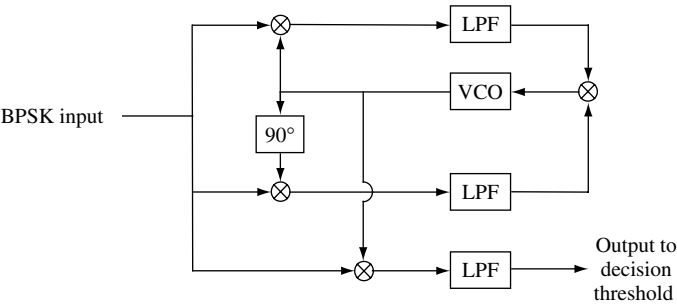 LPF
VCO
BPSK input
90°
LPF
LPF
Output to
decision
threshold